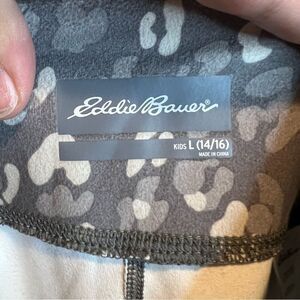 Eddie Bauer®
KIDS L (14/16)
MADE IN CHINA